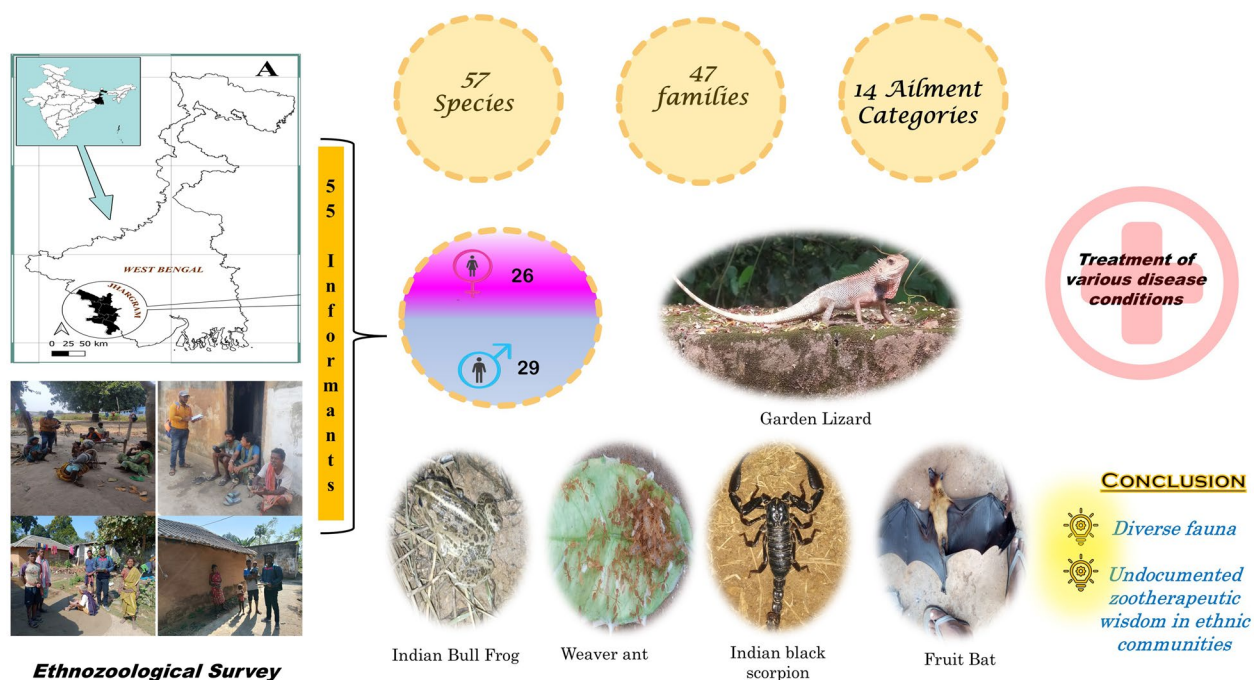 A
WEST BENGAL
JHARGRAM
0 25 50 km
Ethnozoological Survey
55 Informants
57
Species
47
families
14 Ailment
Categories
26
29
Garden Lizard
Indian Bull Frog
Weaver ant
Indian black
scorpion
Fruit Bat
Treatment of
various disease
conditions
CONCLUSION
Diverse fauna
Undocumented
zootherapeutic
wisdom in ethnic
communities